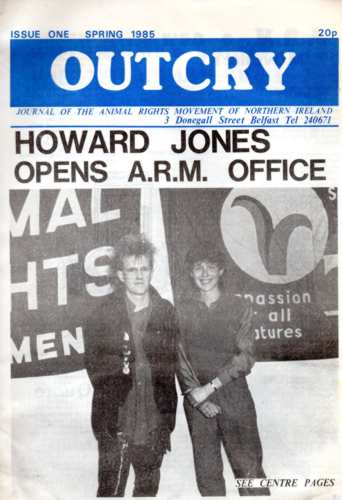 ISSUE ONE SPRING 1985 20p
OUTCRY
JOURNAL OF THE ANIMAL RIGHTS MOVEMENT OF NORTHERN IRELAND
3 Donegall Street Belfast Tel 240671
HOWARD JONES
OPENS A.R.M. OFFICE
MAL
GHTS
MEN
S
passion
all
atures
SEE CENTRE PAGES